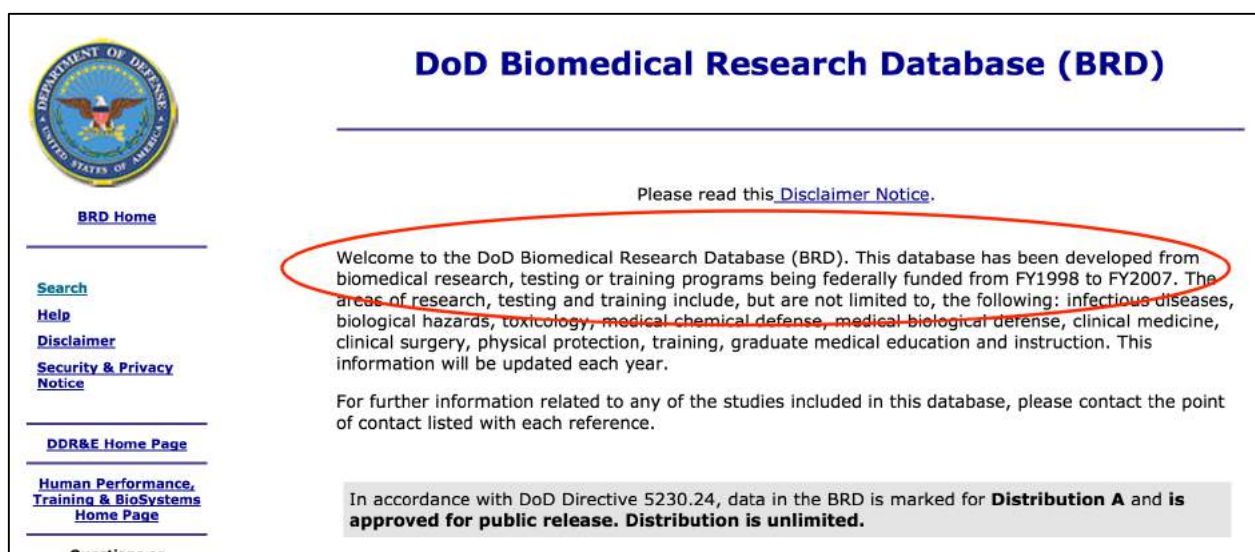 DEPARTMENT OF DEFENSE
UNITED STATES OF AMERICA
BRD Home
Search
Help
Disclaimer
Security & Privacy
Notice
DDR&E Home Page
Human Performance,
Training & BioSystems
Home Page
DoD Biomedical Research Database (BRD)
Please read this Disclaimer Notice.
Welcome to the DoD Biomedical Research Database (BRD). This database has been developed from
biomedical research, testing or training programs being federally funded from FY1998 to FY2007. The
areas of research, testing and training include, but are not limited to, the following: infectious diseases,
biological hazards, toxicology, medical chemical defense, medical biological defense, clinical medicine,
clinical surgery, physical protection, training, graduate medical education and instruction. This
information will be updated each year.
For further information related to any of the studies included in this database, please contact the point
of contact listed with each reference.
In accordance with DoD Directive 5230.24, data in the BRD is marked for Distribution A and is
approved for public release. Distribution is unlimited.